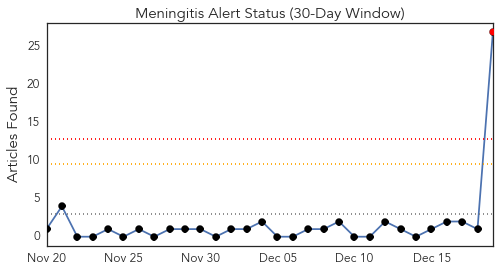 Meningitis Alert Status (30-Day Window)
Articles Found
25
20
15
10
5
0
Nov 20 Nov 25 Nov 30 Dec 05 Dec 10 Dec 15